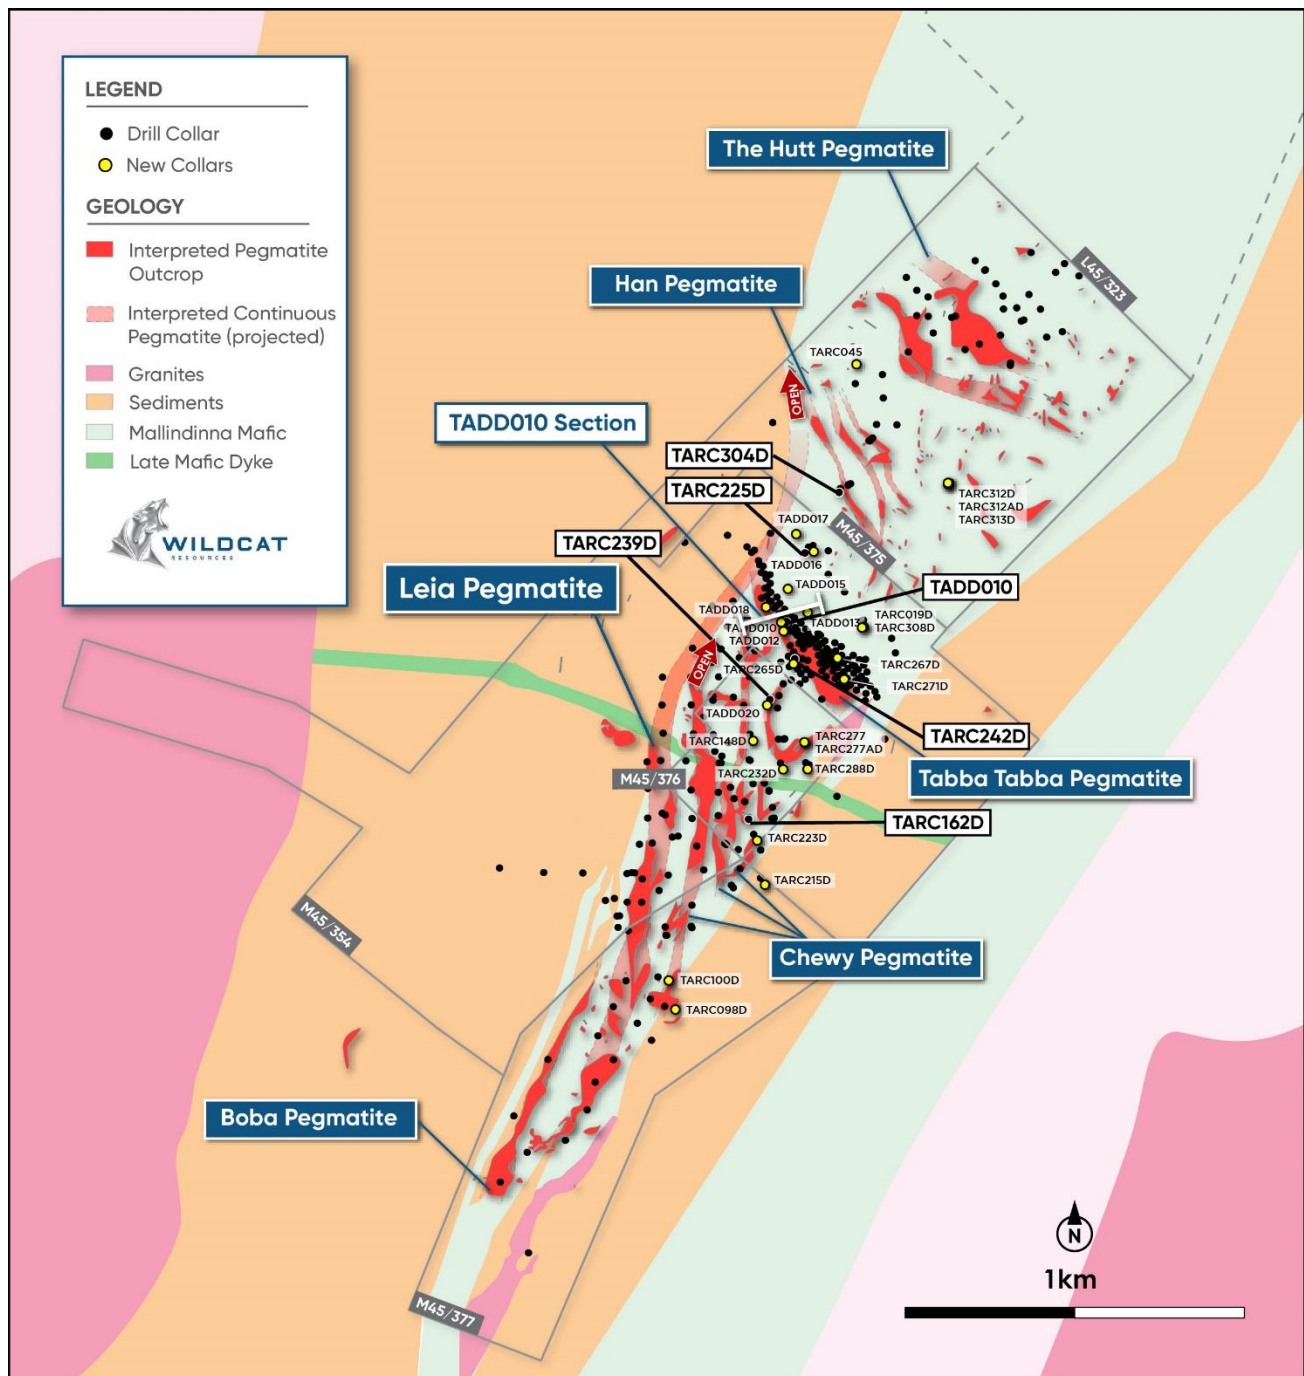 LEGEND
Drill Collar
New Collars
GEOLOGY
Interpreted Pegmatite
Outcrop
Interpreted Continuous
Pegmatite (projected)
Granites
Sediments
Mallindinna Mafic
Late Mafic Dyke
WILDCAT
RESOURCES
The Hutt Pegmatite
L45/323
Han Pegmatite
TARC045
OPEN
TADD010 Section
TARC304D
TARC225D
TARC312D
TARC312AD
TARC313D
TADD017
M45/375
TARC239D
TADD016
Leia Pegmatite
TADD015
TADD010
TADD018
TADD013
TARC019D
TARC308D
TADD012
OPEN
TARC265D
TARC267D
TARC271D
TADD020
TARC148D
TARC277
TARC277AD
TARC242D
TARC232D
TARC288D
M45/376
Tabba Tabba Pegmatite
TARC162D
TARC223D
TARC215D
M45/354
Chewy Pegmatite
TARC100D
TARC098D
Boba Pegmatite
N
1km
M45/377